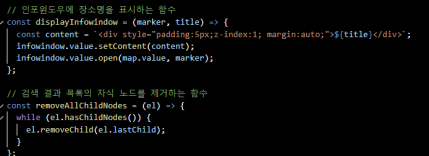 // 인포윈도우에 장소명을 표시하는 함수
const displayInfowindow = (marker, title) => {
  const content = `<div style="padding:5px;z-index:1; margin:auto;">${title}</div>`;
  infowindow.value.setContent(content);
  infowindow.value.open(map.value, marker);
};

// 검색 결과 목록의 자식 노드를 제거하는 함수
const removeAllChildNodes = (el) => {
  while (el.hasChildNodes()) {
    el.removeChild(el.lastChild);
  }
};